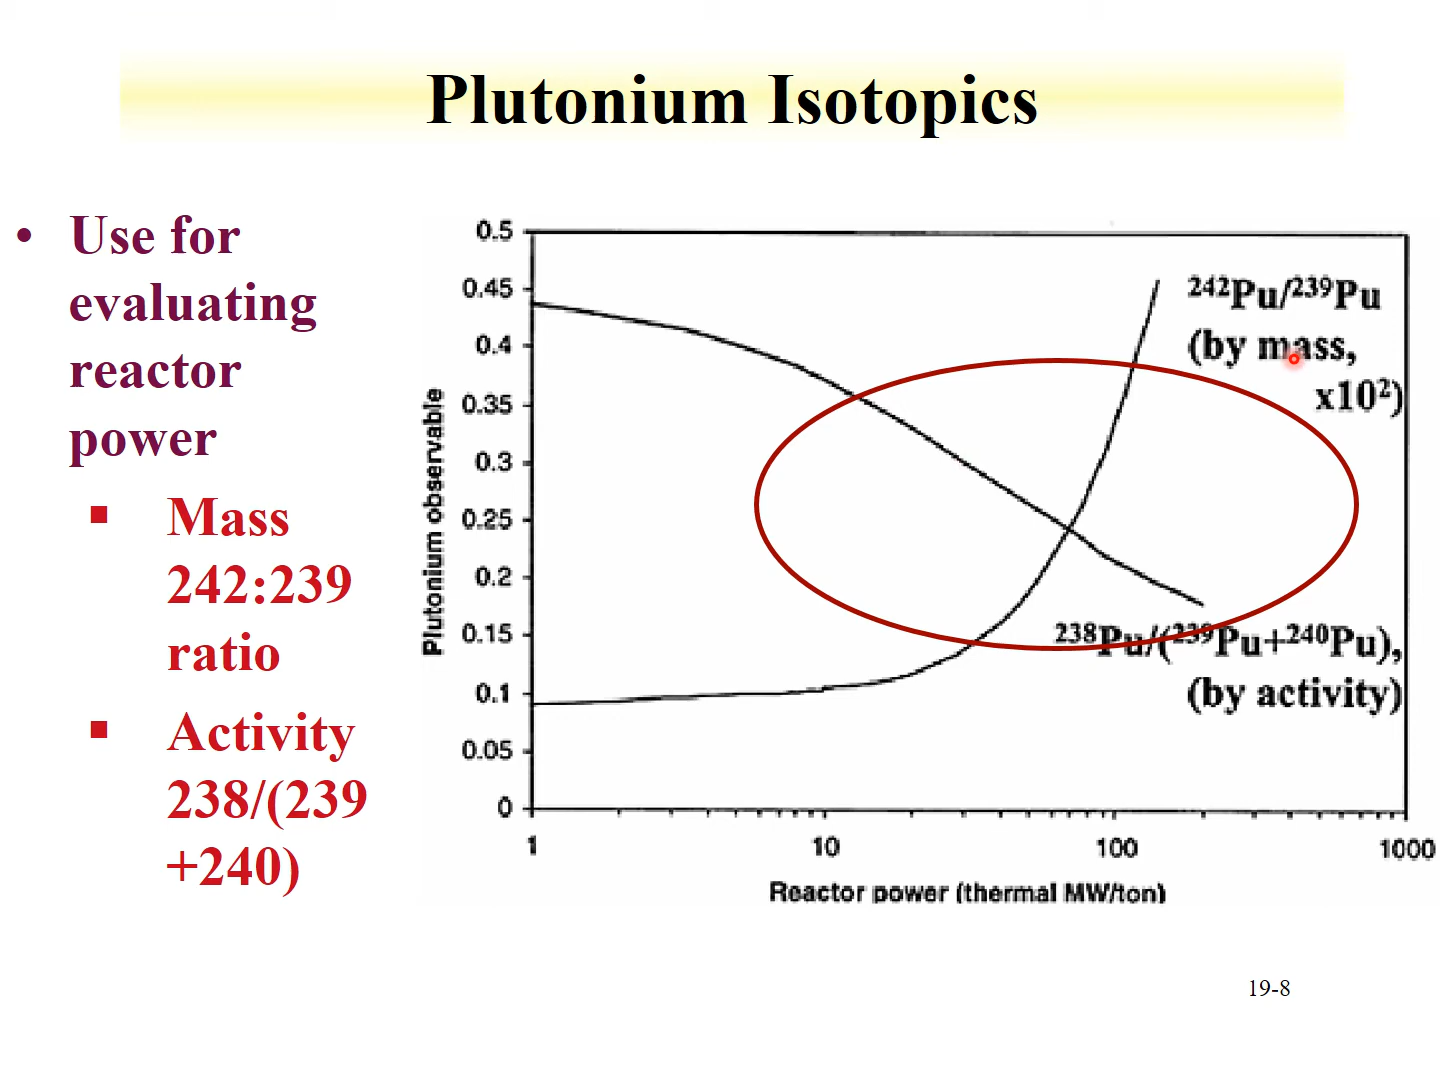 Plutonium Isotopics
• Use for
evaluating
reactor
power
▪ Mass
242:239
ratio
▪ Activity
238/(239
+240)
Plutonium observable
0.5
0.45
0.4
0.35
0.3
0.25
0.2
0.15
0.1
0.05
0
²⁴²Pu/²³⁹Pu
(by mass,
x10²)
²³⁸Pu/(²³⁹Pu+²⁴⁰Pu),
(by activity)
1 10 100 1000
Reactor power (thermal MW/ton)
19-8